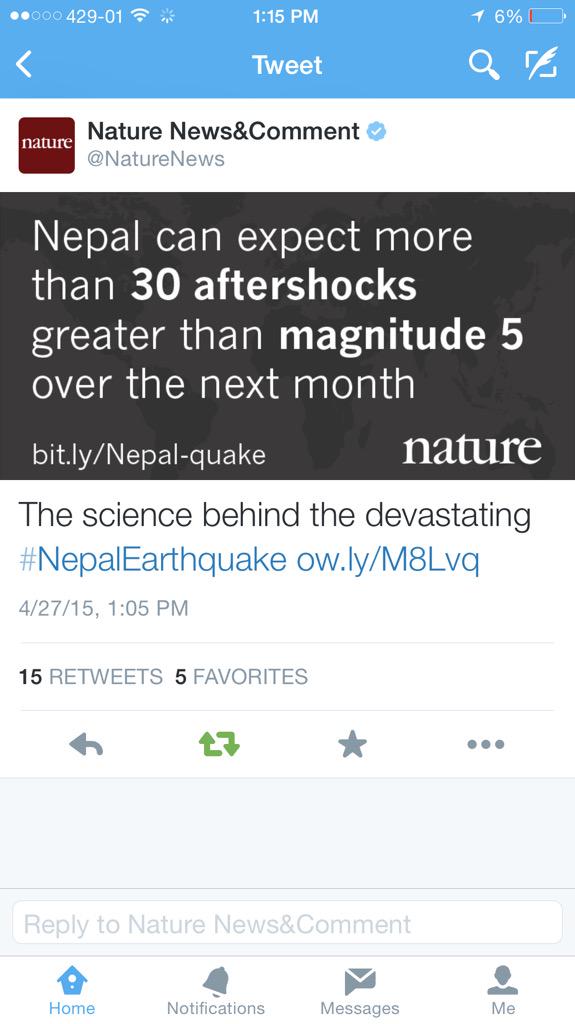 429-01 1:15 PM 6%
Tweet
nature Nature News&Comment
@NatureNews
Nepal can expect more
than 30 aftershocks
greater than magnitude 5
over the next month
bit.ly/Nepal-quake nature
The science behind the devastating
#NepalEarthquake ow.ly/M8Lvq
4/27/15, 1:05 PM
15 RETWEETS 5 FAVORITES
Reply to Nature News&Comment
Home Notifications Messages Me